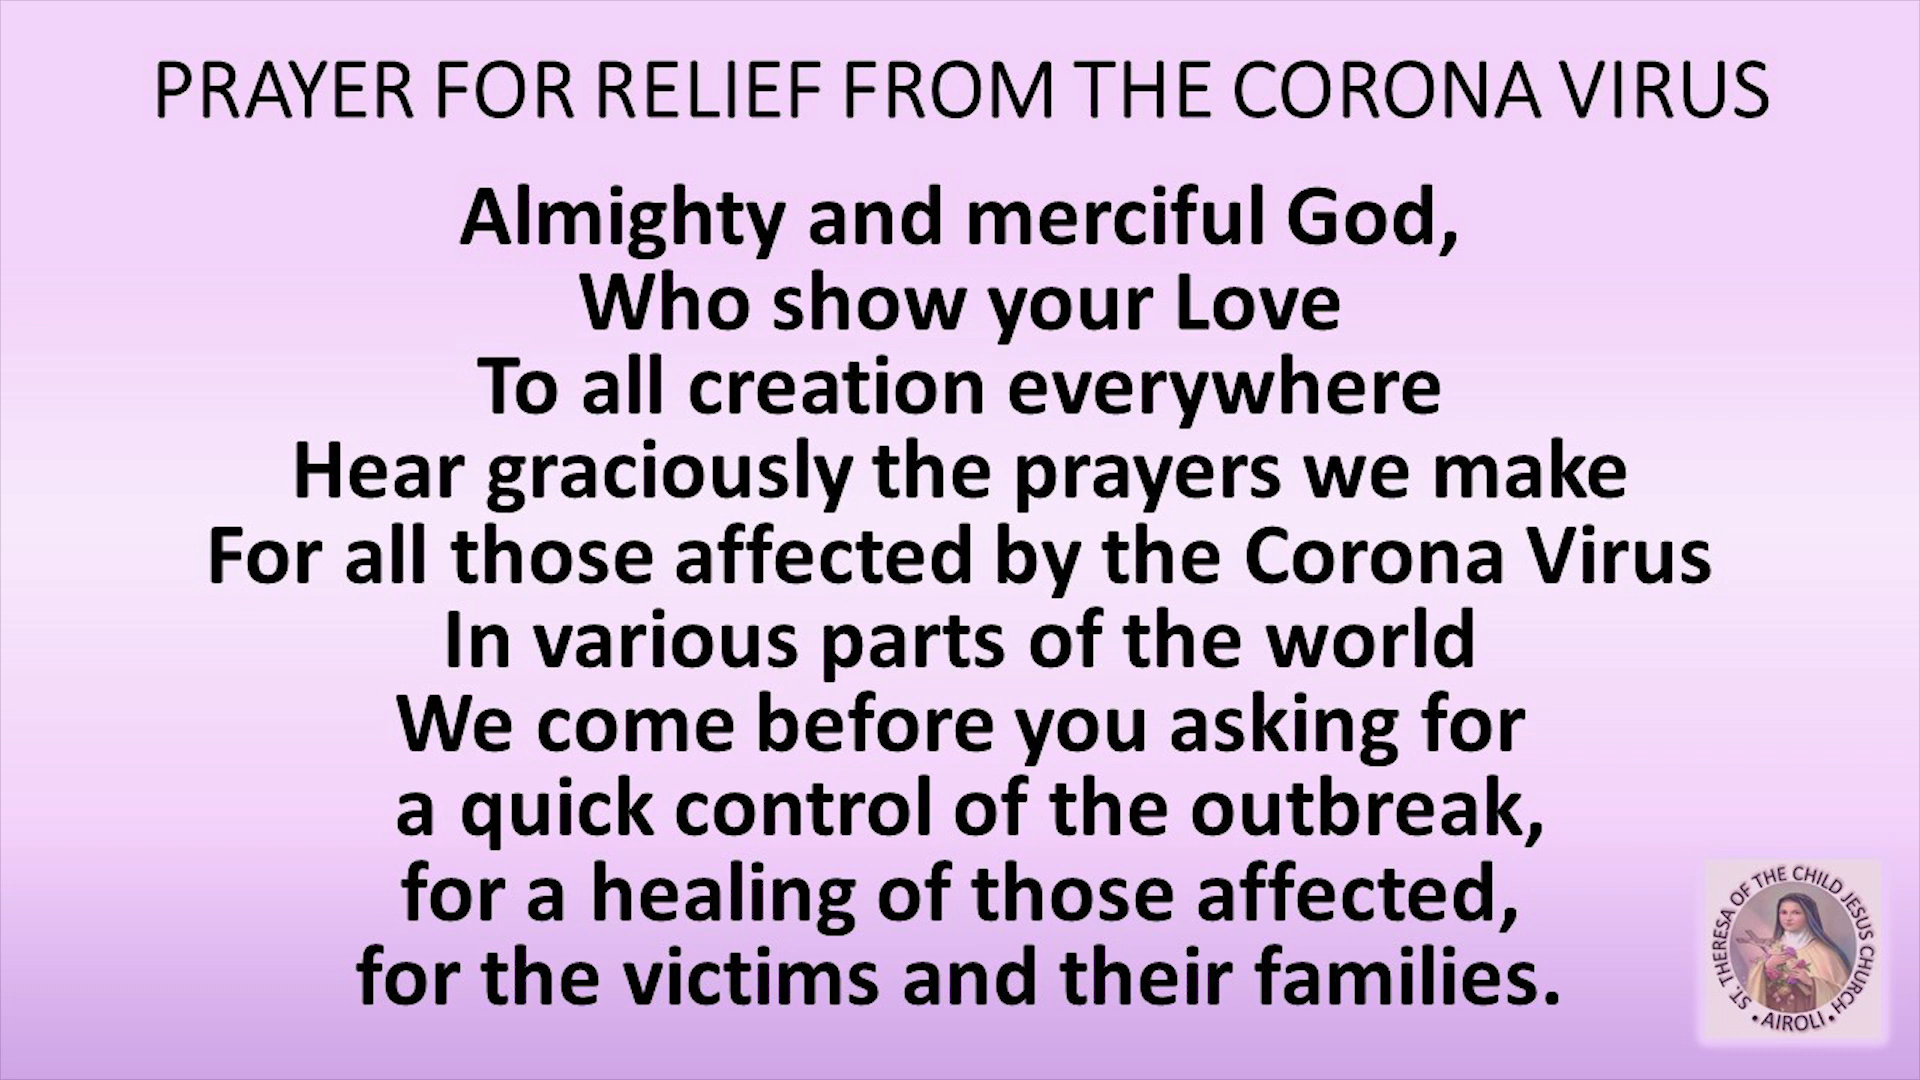 PRAYER FOR RELIEF FROM THE CORONA VIRUS
Almighty and merciful God,
Who show your Love
To all creation everywhere
Hear graciously the prayers we make
For all those affected by the Corona Virus
In various parts of the world
We come before you asking for
a quick control of the outbreak,
for a healing of those affected,
for the victims and their families.
ST. THERESA OF THE CHILD JESUS CHURCH
• AIROLI •